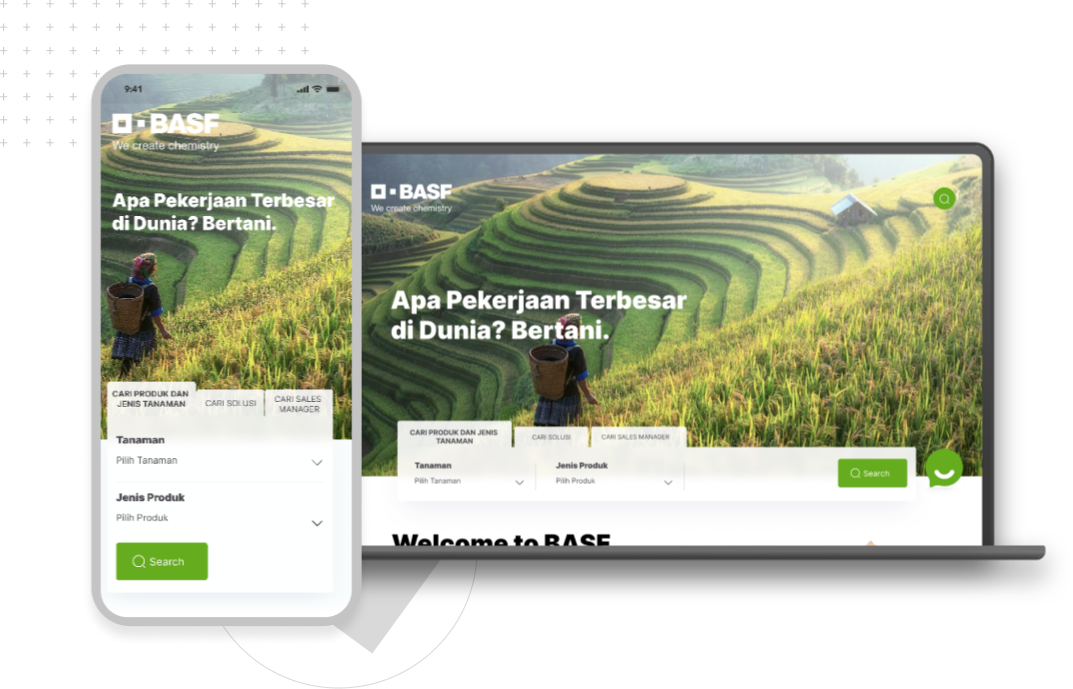 9:41
BASF
We create chemistry
Apa Pekerjaan Terbesar
di Dunia? Bertani.
CARI PRODUK DAN
JENIS TANAMAN
CARI SOLUSI
CARI SALES
MANAGER
Tanaman
Pilih Tanaman
Jenis Produk
Pilih Produk
Search
BASF
We create chemistry
Apa Pekerjaan Terbesar
di Dunia? Bertani.
CARI PRODUK DAN JENIS
TANAMAN
CARI SOLUSI
CARI SALES MANAGER
Tanaman
Pilih Tanaman
Jenis Produk
Pilih Produk
Search
Welcome to BASF